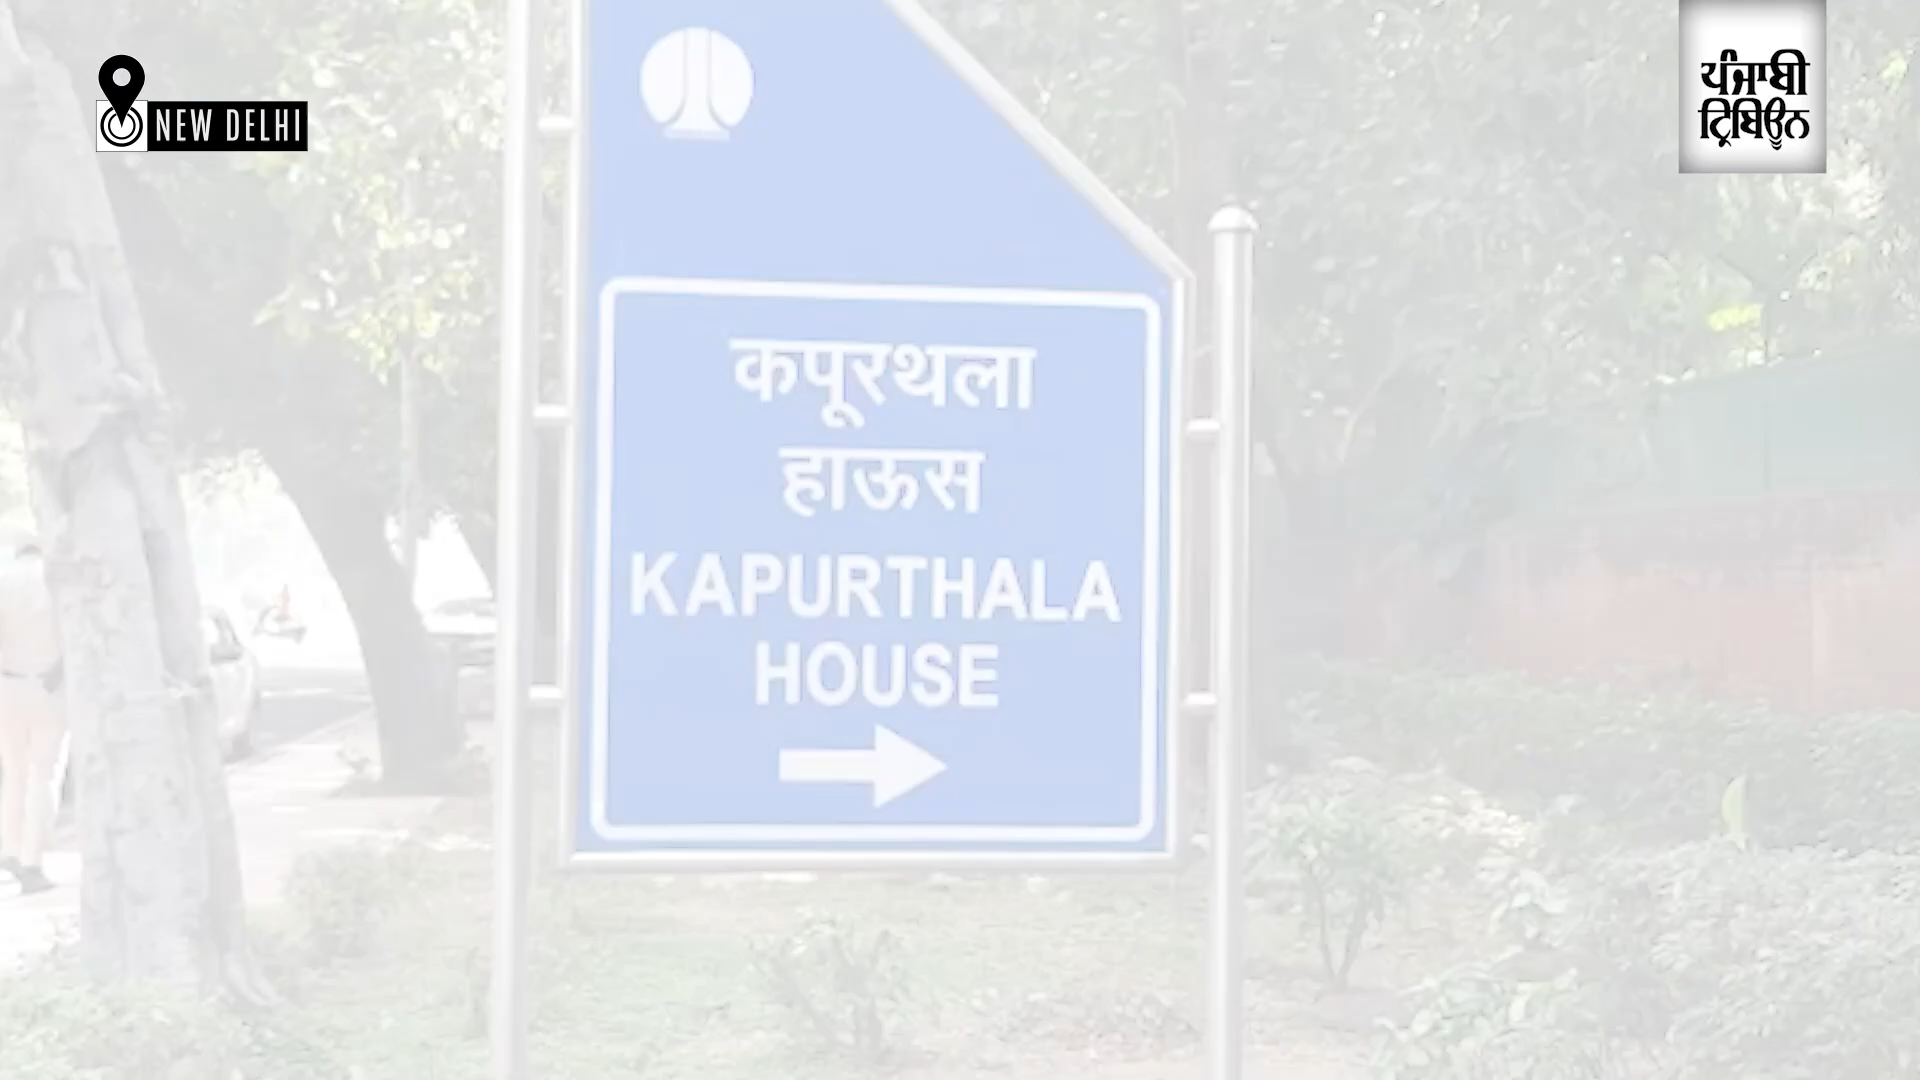 NEW DELHI
ਪੰਜਾਬੀ
ਟ੍ਰਿਬਿਊਨ
कपूरथला
हाऊस
KAPURTHALA
HOUSE